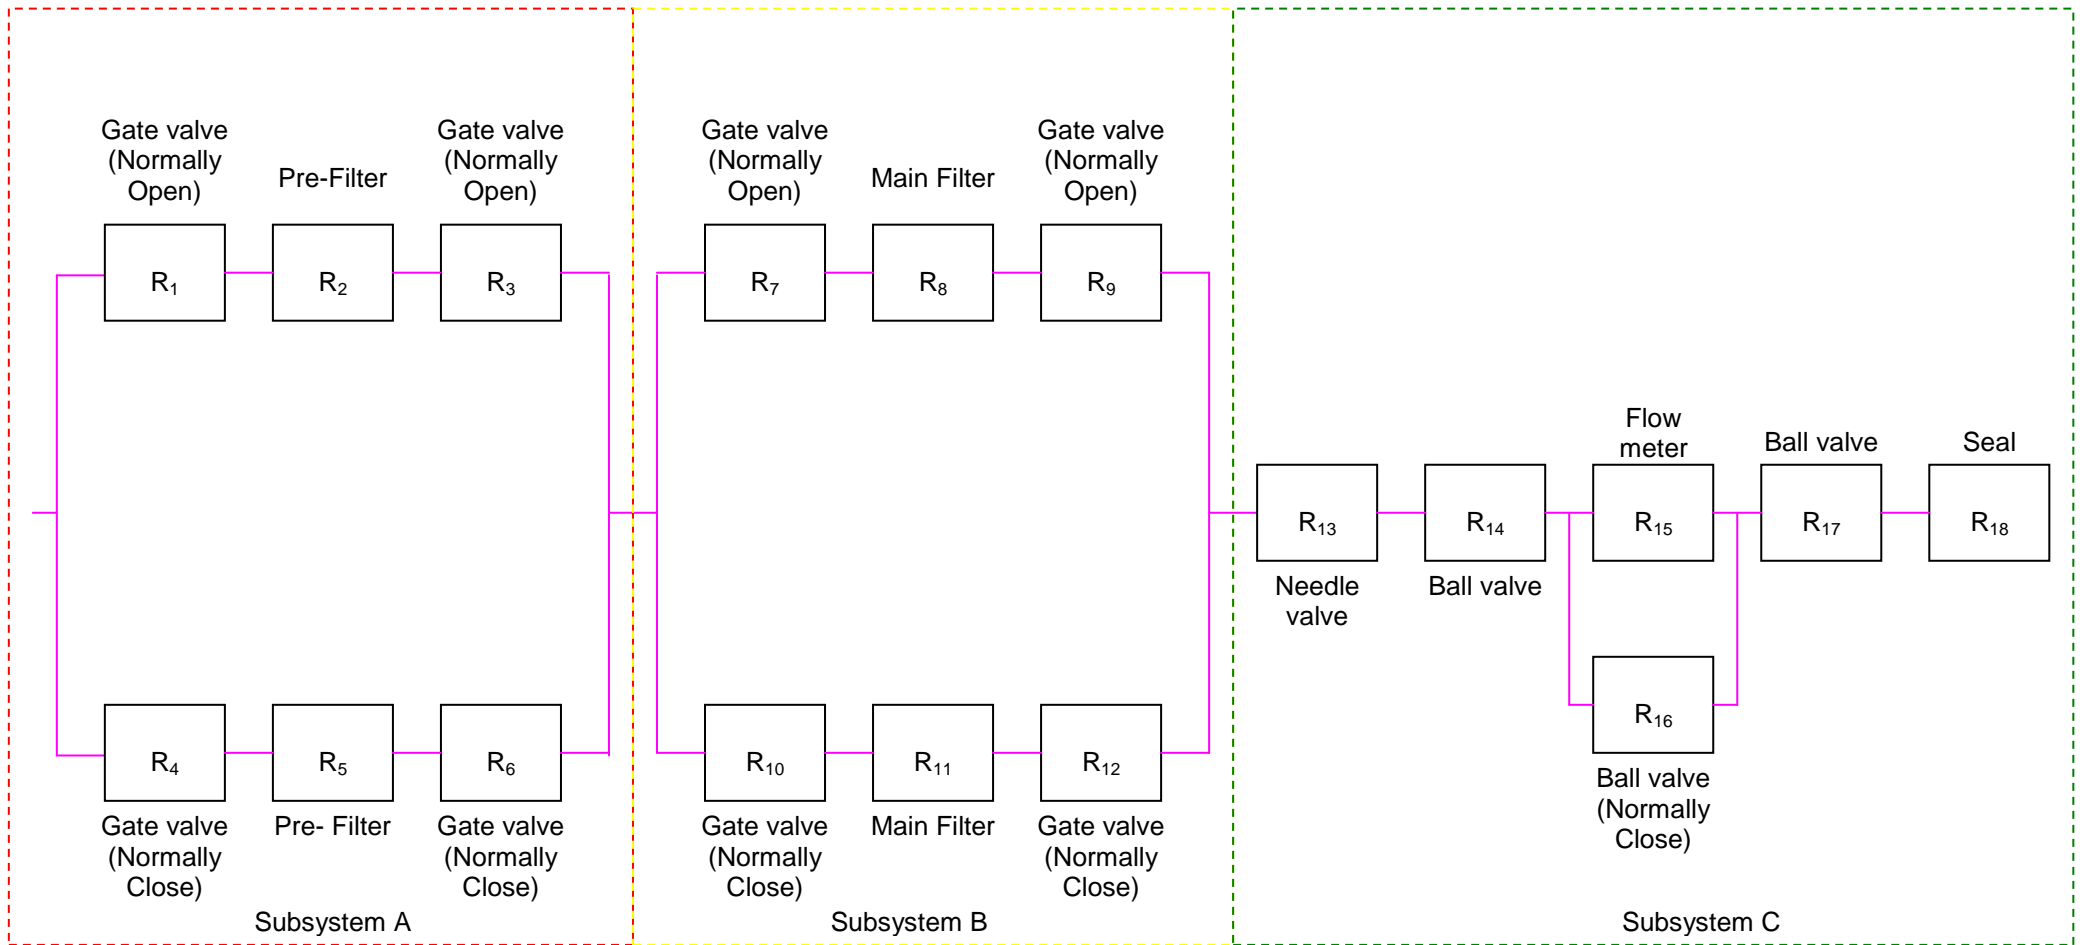 Gate valve
(Normally
Open)
Pre-Filter
Gate valve
(Normally
Open)
R1
R2
R3
R4
R5
R6
Gate valve
(Normally
Close)
Pre- Filter
Gate valve
(Normally
Close)
Subsystem A
Gate valve
(Normally
Open)
Main Filter
Gate valve
(Normally
Open)
R7
R8
R9
R10
R11
R12
Gate valve
(Normally
Close)
Main Filter
Gate valve
(Normally
Close)
Subsystem B
Flow
meter
Ball valve
Seal
R13
R14
R15
R17
R18
Needle
valve
Ball valve
R16
Ball valve
(Normally
Close)
Subsystem C